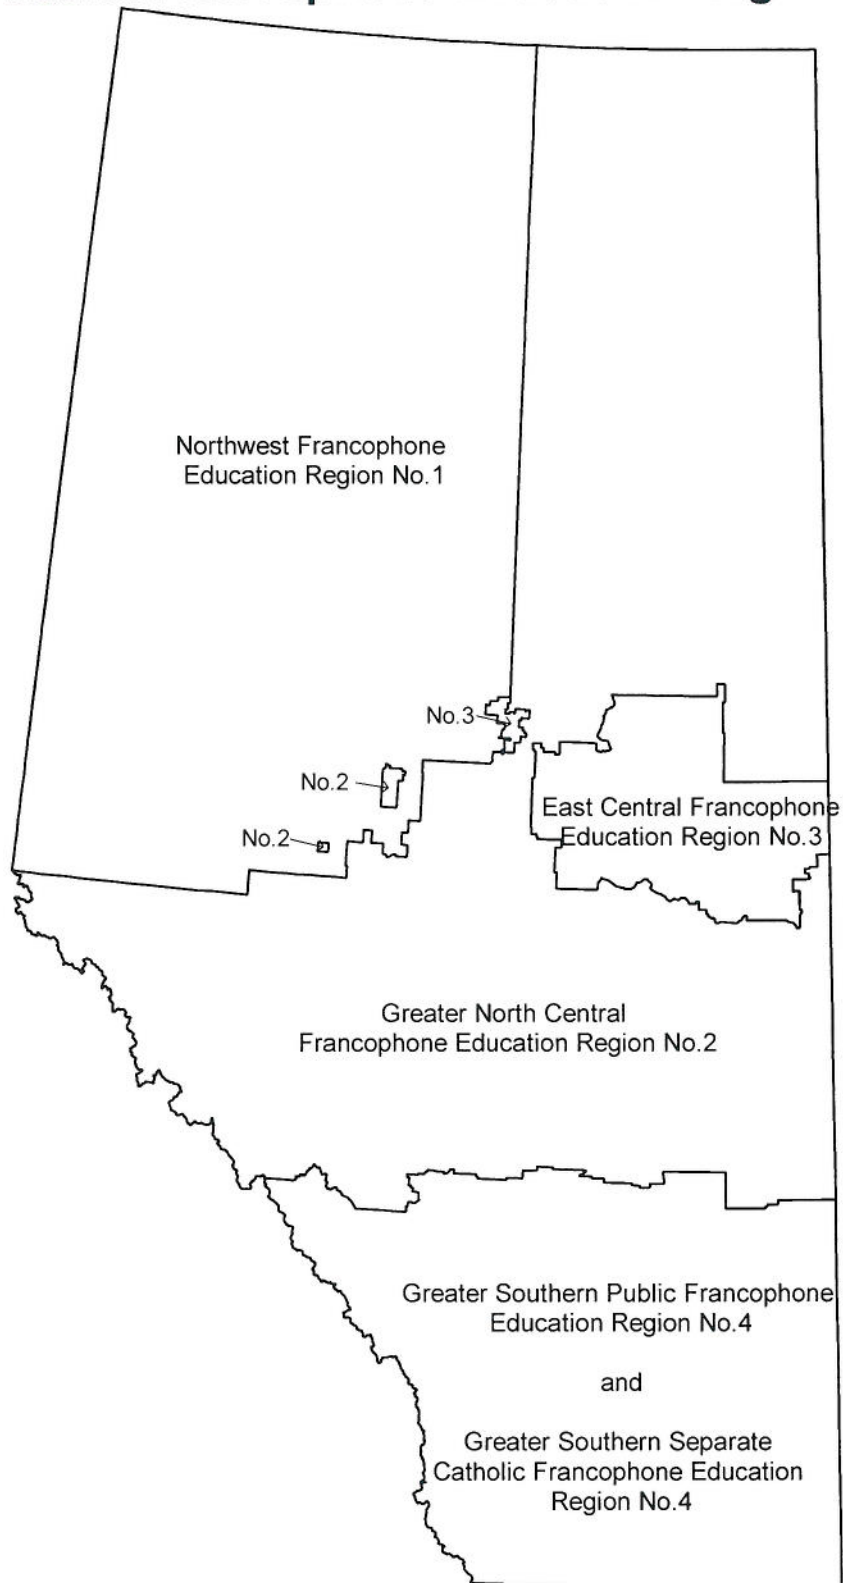 Northwest Francophone
Education Region No.1
No.3
No.2
No.2
East Central Francophone
Education Region No.3
Greater North Central
Francophone Education Region No.2
Greater Southern Public Francophone
Education Region No.4
and
Greater Southern Separate
Catholic Francophone Education
Region No.4